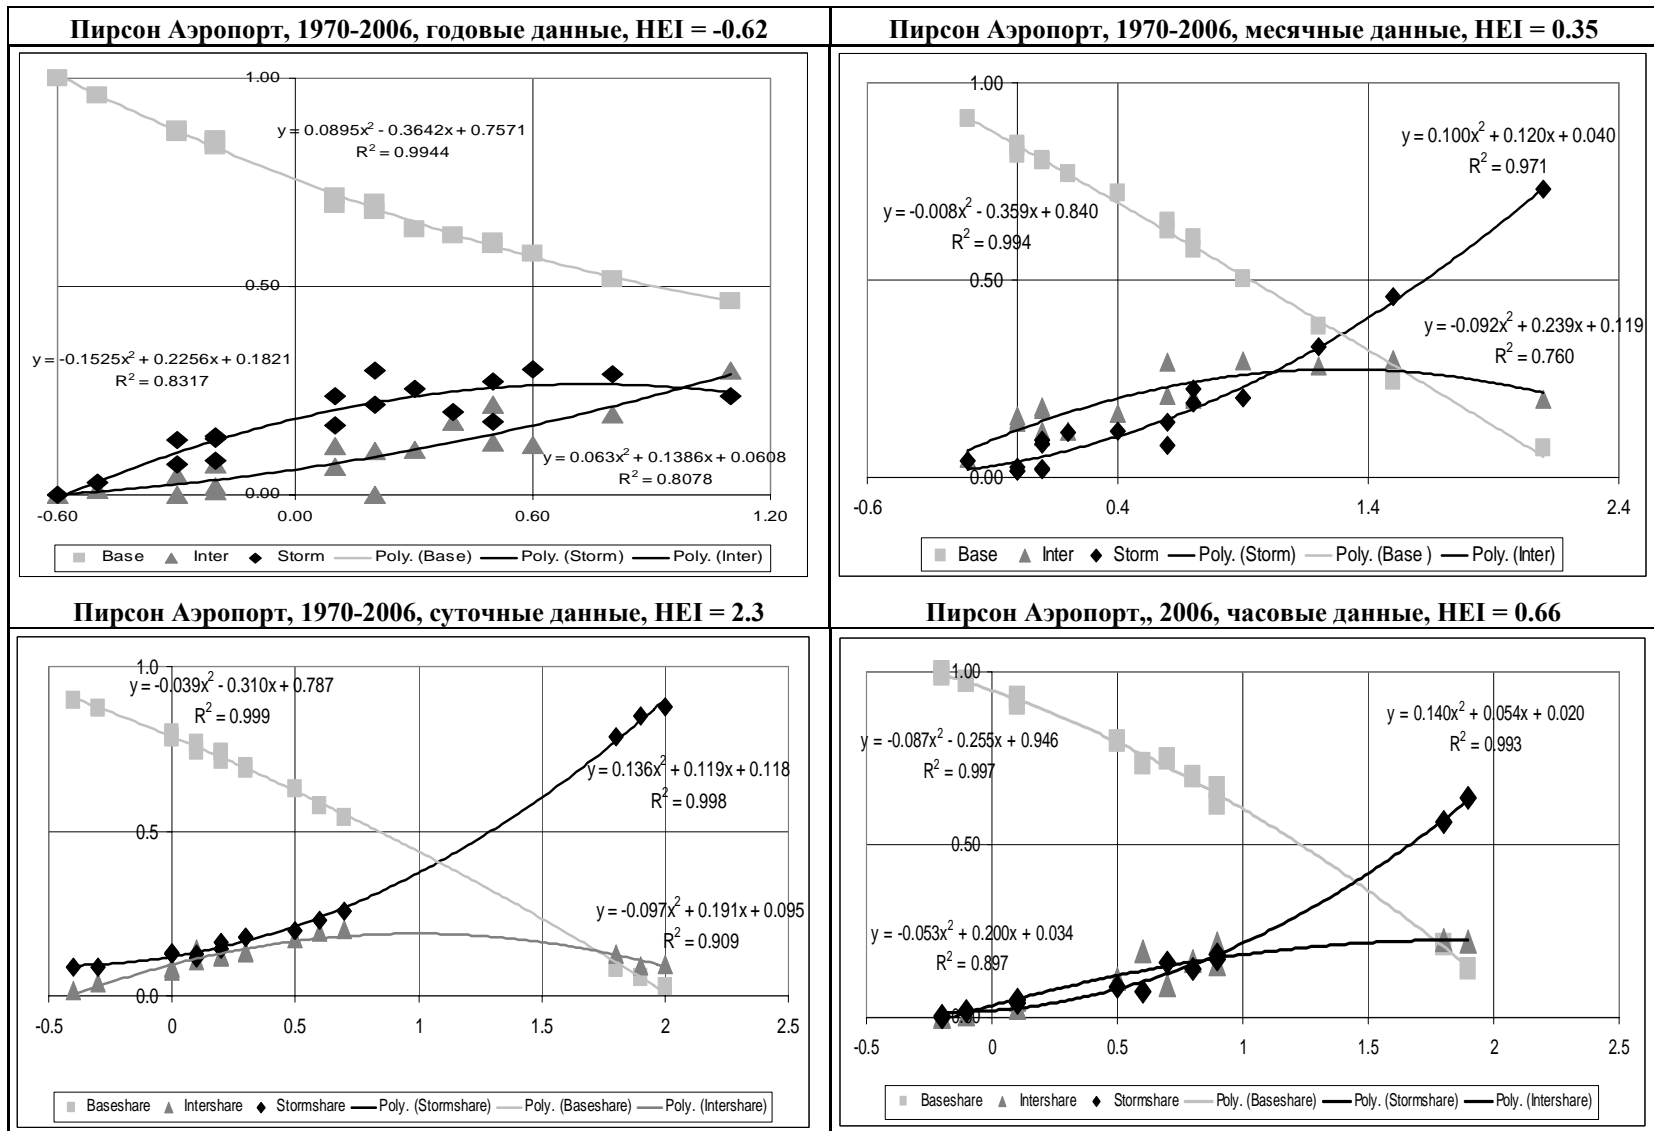 Пирсон Аэропорт, 1970-2006, годовые данные, HEI = -0.62
1.00
y = 0.0895x² - 0.3642x + 0.7571
R² = 0.9944
0.50
y = -0.1525x² + 0.2256x + 0.1821
R² = 0.8317
y = 0.063x² + 0.1386x + 0.0608
R² = 0.8078
0.00
-0.60 0.00 0.60 1.20
Base Inter Storm Poly. (Base) Poly. (Storm) Poly. (Inter)
Пирсон Аэропорт, 1970-2006, месячные данные, HEI = 0.35
1.00
y = 0.100x² + 0.120x + 0.040
R² = 0.971
y = -0.008x² - 0.359x + 0.840
R² = 0.994
0.50
y = -0.092x² + 0.239x + 0.119
R² = 0.760
0.00
-0.6 0.4 1.4 2.4
Base Inter Storm Poly. (Storm) Poly. (Base ) Poly. (Inter)
Пирсон Аэропорт, 1970-2006, суточные данные, HEI = 2.3
1.0
y = -0.039x² - 0.310x + 0.787
R² = 0.999
y = 0.136x² + 0.119x + 0.118
R² = 0.998
0.5
y = -0.097x² + 0.191x + 0.095
R² = 0.909
0.0
-0.5 0 0.5 1 1.5 2 2.5
Baseshare Intershare Stormshare Poly. (Stormshare) Poly. (Baseshare) Poly. (Intershare)
Пирсон Аэропорт,, 2006, часовые данные, HEI = 0.66
1.00
y = 0.140x² + 0.054x + 0.020
R² = 0.993
y = -0.087x² - 0.255x + 0.946
R² = 0.997
0.50
y = -0.053x² + 0.200x + 0.034
R² = 0.897
0.00
-0.5 0 0.5 1 1.5 2 2.5
Baseshare Intershare Stormshare Poly. (Baseshare) Poly. (Stormshare) Poly. (Intershare)